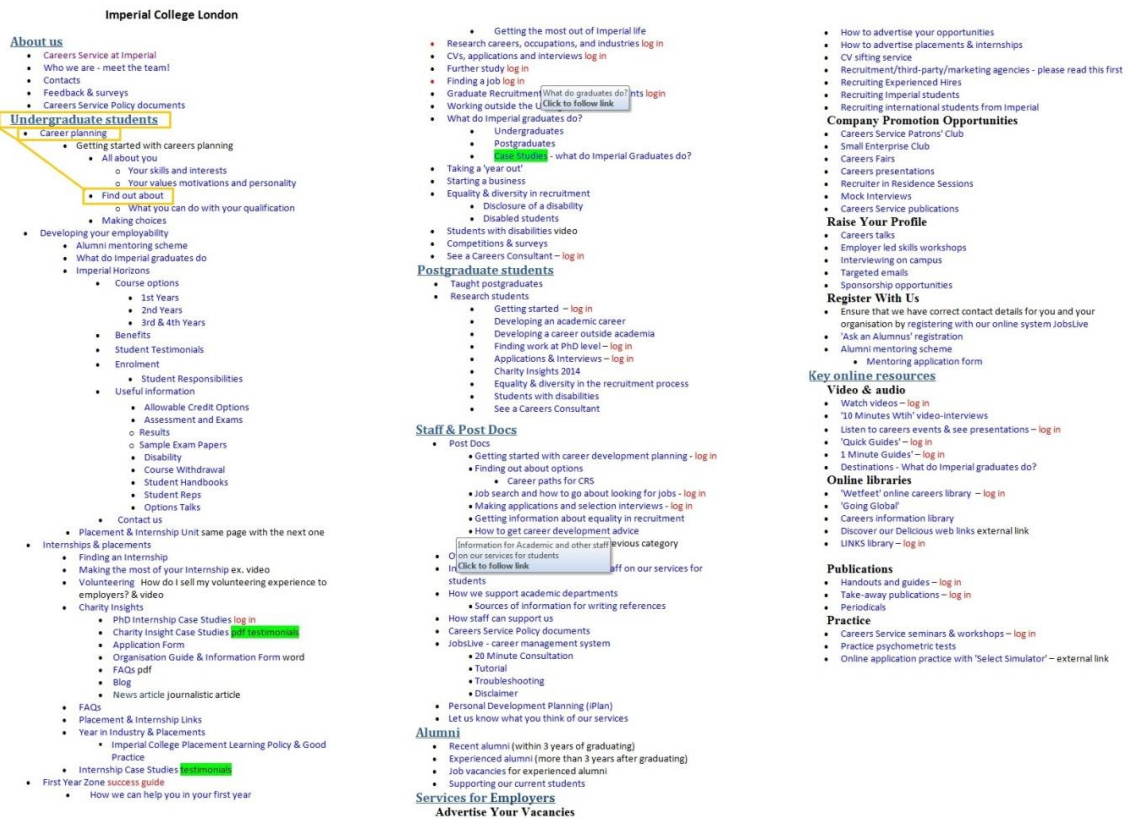 Imperial College London
About us
Careers Service at Imperial
Who we are - meet the team!
Contacts
Feedback & surveys
Careers Service Policy documents
Undergraduate students
Career planning
Getting started with careers planning
All about you
Your skills and interests
Your values motivations and personality
Find out about
What you can do with your qualification
Making choices
Developing your employability
Alumni mentoring scheme
What do Imperial graduates do
Imperial Horizons
Course options
1st Years
2nd Years
3rd & 4th Years
Benefits
Student Testimonials
Enrolment
Student Responsibilities
Useful information
Allowable Credit Options
Assessment and Exams
Results
Sample Exam Papers
Disability
Course Withdrawal
Student Handbooks
Student Reps
Options Talks
Contact us
Placement & Internship Unit same page with the next one
Internships & placements
Finding an Internship
Making the most of your Internship ex. video
Volunteering How do I sell my volunteering experience to
employers? & video
Charity Insights
PhD Internship Case Studies log in
Charity Insight Case Studies pdf testimonials
Application Form
Organisation Guide & Information Form word
FAQs pdf
Blog
News article journalistic article
FAQs
Placement & Internship Links
Year in Industry & Placements
Imperial College Placement Learning Policy & Good
Practice
Internship Case Studies testimonials
First Year Zone success guide
How we can help you in your first year
Getting the most out of Imperial life
Research careers, occupations, and industries log in
CVs, applications and interviews log in
Further study log in
Finding a job log in
Graduate Recruitment What do graduates do? nts login
Working outside the U Click to follow link
What do Imperial graduates do?
Undergraduates
Postgraduates
Case Studies - what do Imperial Graduates do?
Taking a 'year out'
Starting a business
Equality & diversity in recruitment
Disclosure of a disability
Disabled students
Students with disabilities video
Competitions & surveys
See a Careers Consultant – log in
Postgraduate students
Taught postgraduates
Research students
Getting started – log in
Developing an academic career
Developing a career outside academia
Finding work at PhD level – log in
Applications & Interviews – log in
Charity Insights 2014
Equality & diversity in the recruitment process
Students with disabilities
See a Careers Consultant
Staff & Post Docs
Post Docs
Getting started with career development planning - log in
Finding out about options
Career paths for CRS
Job search and how to go about looking for jobs - log in
Making applications and selection interviews - log in
Getting information about equality in recruitment
How to get career development advice
Information for Academic and other staff evious category
O on our services for students
In Click to follow link aff on our services for
students
How we support academic departments
Sources of information for writing references
How staff can support us
Careers Service Policy documents
JobsLive - career management system
20 Minute Consultation
Tutorial
Troubleshooting
Disclaimer
Personal Development Planning (iPlan)
Let us know what you think of our services
Alumni
Recent alumni (within 3 years of graduating)
Experienced alumni (more than 3 years after graduating)
Job vacancies for experienced alumni
Supporting our current students
Services for Employers
Advertise Your Vacancies
How to advertise your opportunities
How to advertise placements & internships
CV sifting service
Recruitment/third-party/marketing agencies - please read this first
Recruiting Experienced Hires
Recruiting Imperial students
Recruiting international students from Imperial
Company Promotion Opportunities
Careers Service Patrons' Club
Small Enterprise Club
Careers Fairs
Careers presentations
Recruiter in Residence Sessions
Mock Interviews
Careers Service publications
Raise Your Profile
Careers talks
Employer led skills workshops
Interviewing on campus
Targeted emails
Sponsorship opportunities
Register With Us
Ensure that we have correct contact details for you and your
organisation by registering with our online system JobsLive
'Ask an Alumnus' registration
Alumni mentoring scheme
Mentoring application form
Key online resources
Video & audio
Watch videos – log in
'10 Minutes Wtih' video-interviews
Listen to careers events & see presentations – log in
'Quick Guides' – log in
1 Minute Guides' – log in
Destinations - What do Imperial graduates do?
Online libraries
'Wetfeet' online careers library – log in
'Going Global'
Careers information library
Discover our Delicious web links external link
LINKS library – log in
Publications
Handouts and guides – log in
Take-away publications – log in
Periodicals
Practice
Careers Service seminars & workshops – log in
Practice psychometric tests
Online application practice with 'Select Simulator' – external link